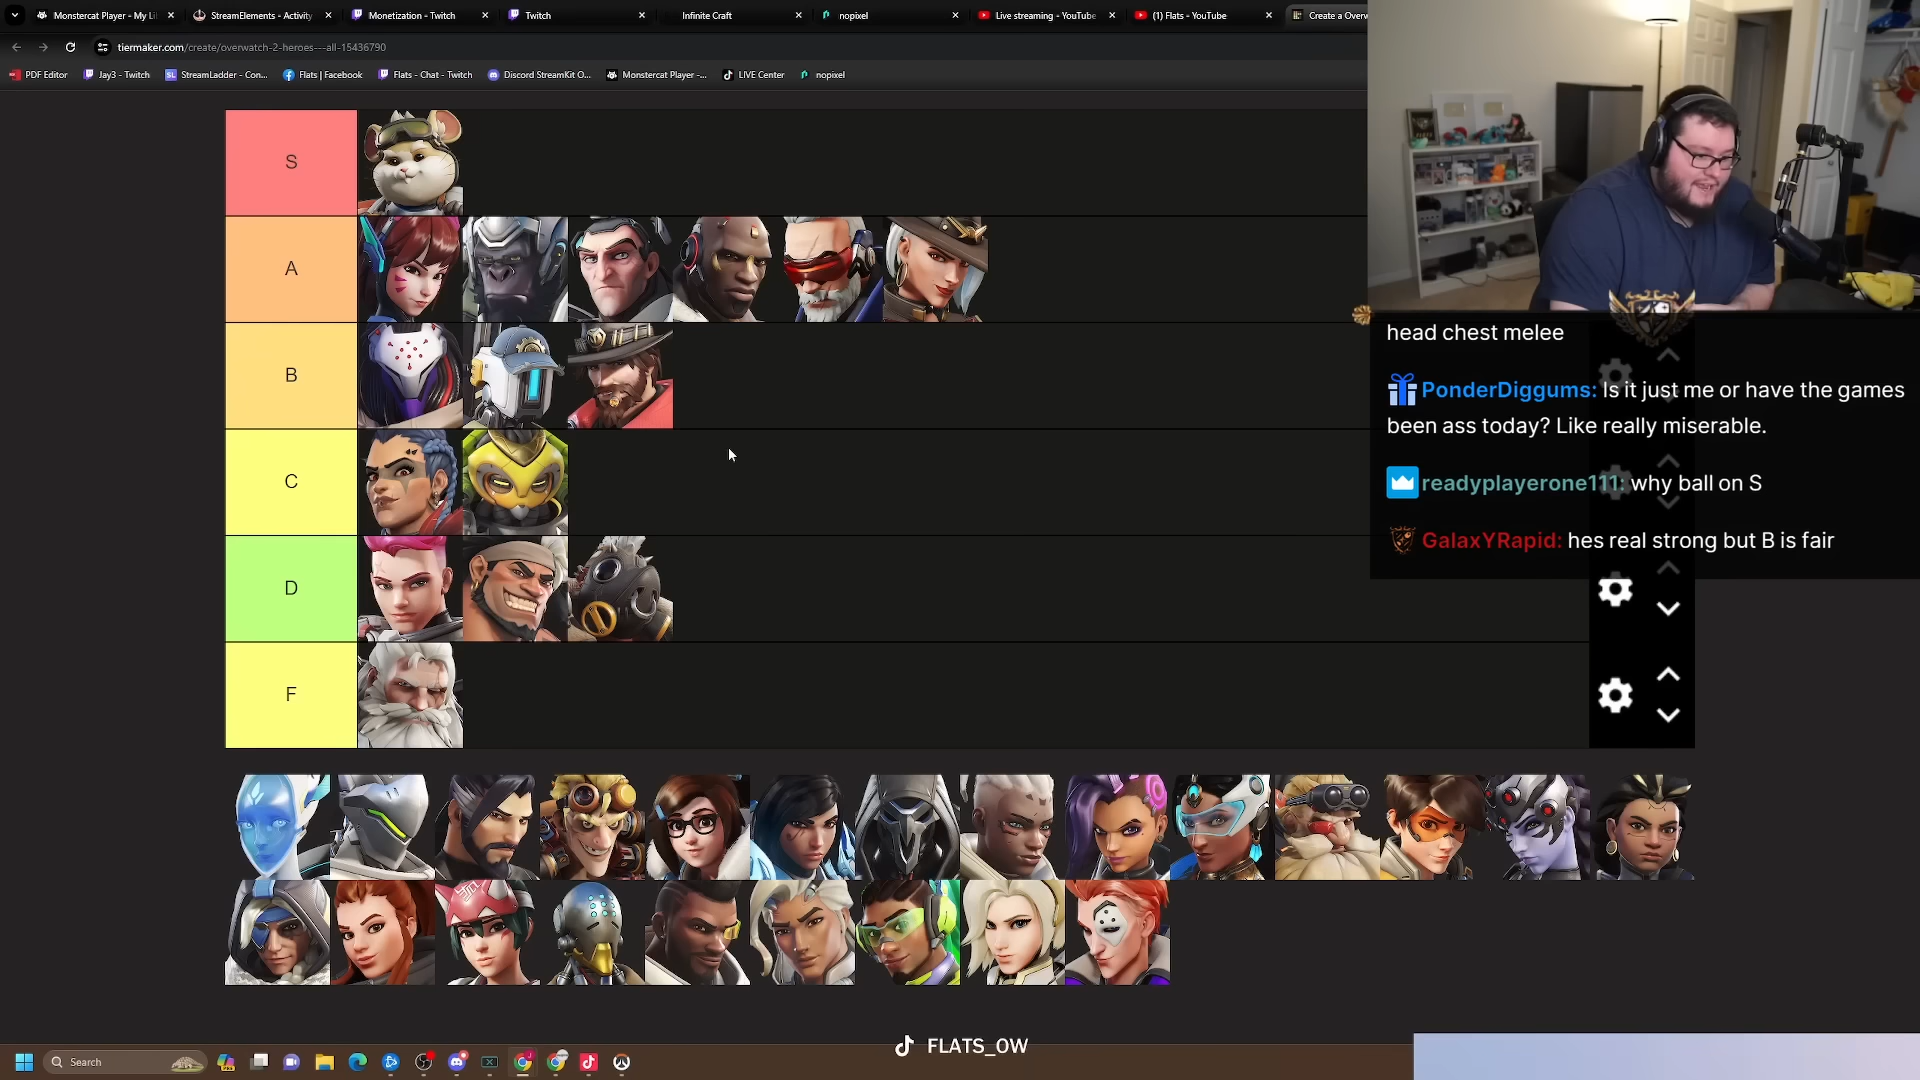 Monstercat Player - My Li
StreamElements - Activity
Monetization - Twitch
Twitch
Infinite Craft
nopixel
Live streaming - YouTube
(1) Flats - YouTube
Create a Overw
tiermaker.com/create/overwatch-2-heroes---all-15436790
PDF Editor
Jay3 - Twitch
StreamLadder - Con...
Flats | Facebook
Flats - Chat - Twitch
Discord StreamKit O...
Monstercat Player -...
LIVE Center
nopixel
S
A
B
C
D
F
head chest melee
PonderDiggums: Is it just me or have the games
been ass today? Like really miserable.
readyplayerone111: why ball on S
GalaxYRapid: hes real strong but B is fair
FLATS_OW
Search